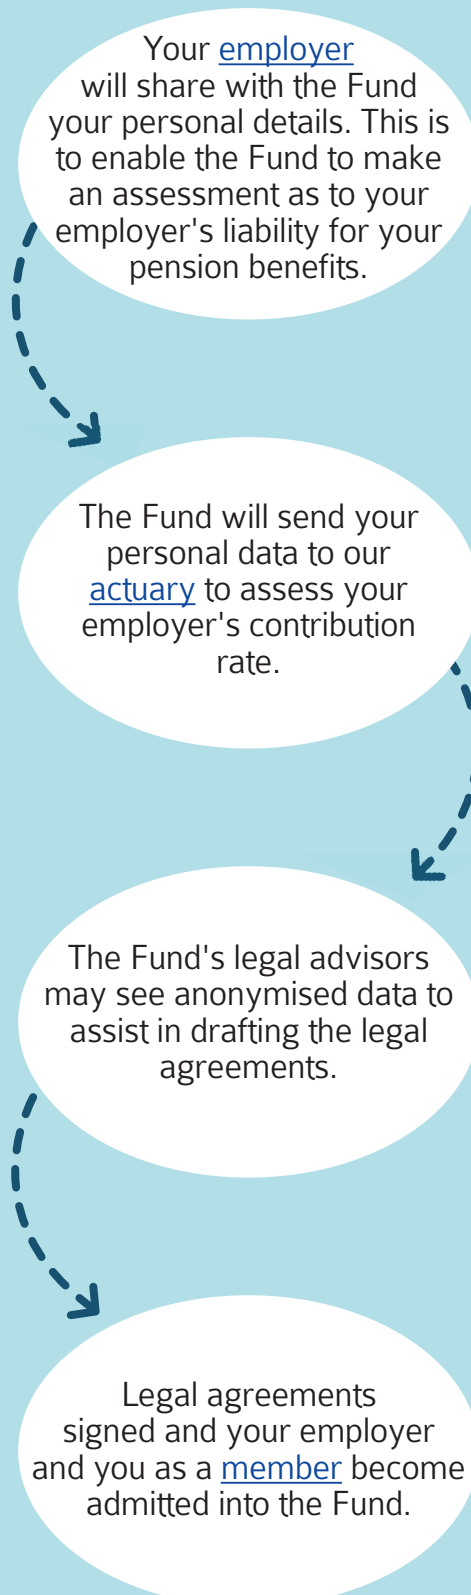 Your employer
will share with the Fund
your personal details. This is
to enable the Fund to make
an assessment as to your
employer's liability for your
pension benefits.
The Fund will send your
personal data to our
actuary to assess your
employer's contribution
rate.
The Fund's legal advisors
may see anonymised data to
assist in drafting the legal
agreements.
Legal agreements
signed and your employer
and you as a member become
admitted into the Fund.